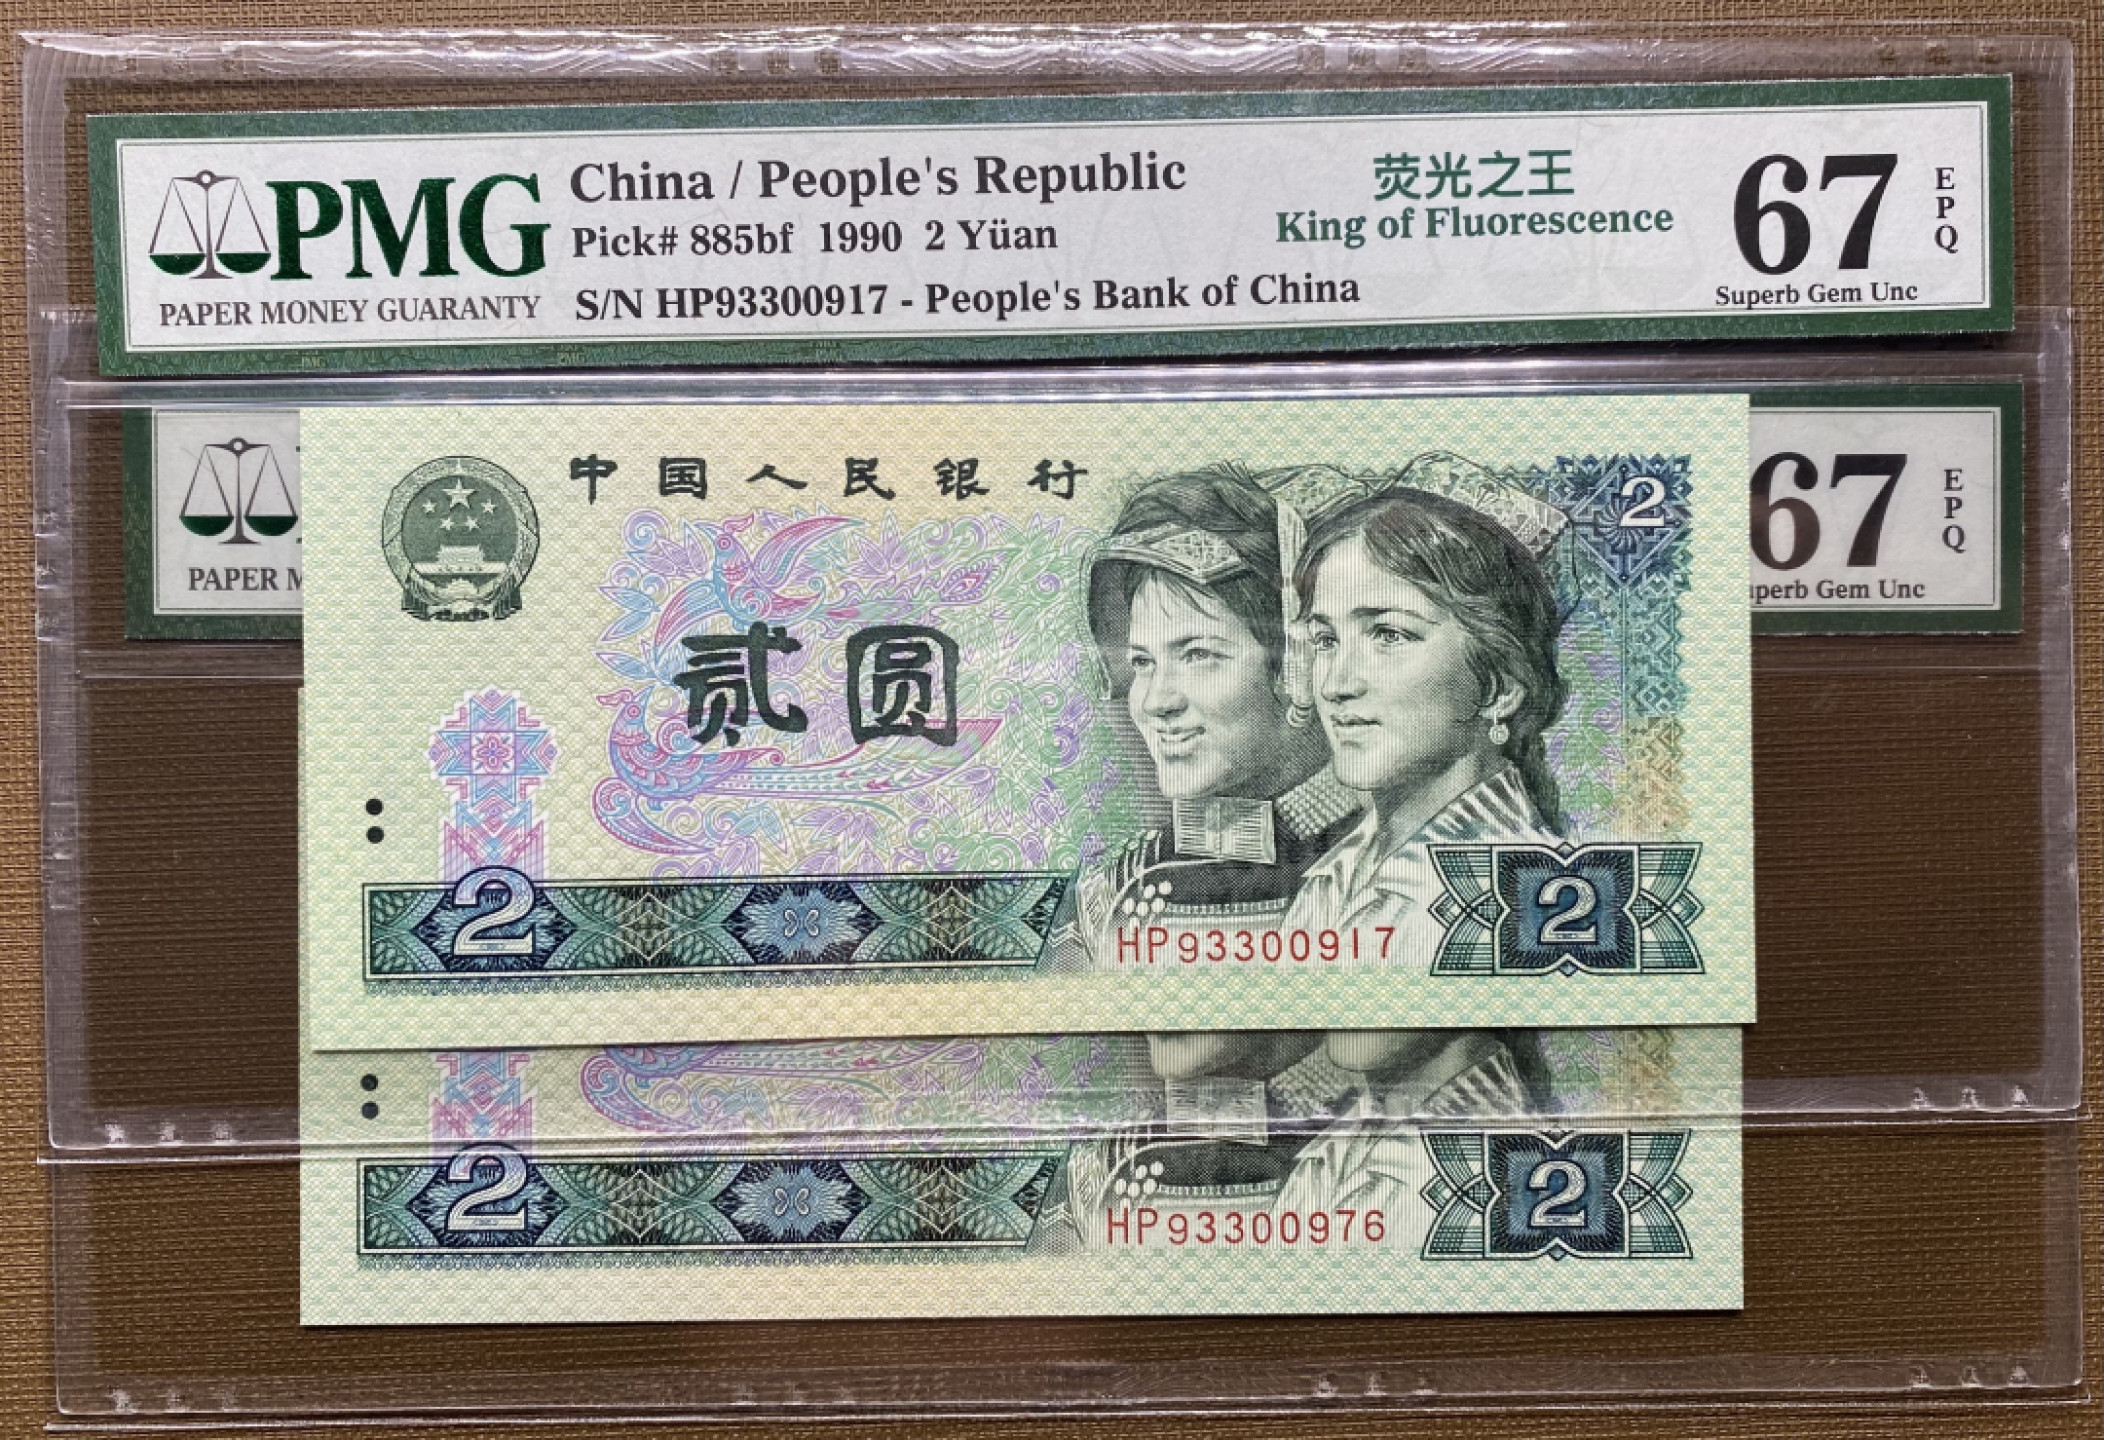 PMG
PAPER MONEY GUARANTY
China / People's Republic
Pick# 885bf 1990 2 Yüan
S/N HP93300917 - People's Bank of China
荧光之王
King of Fluorescence
67
EPQ
Superb Gem Unc
PAPER
67
EPQ
Gem Unc
中国人民银行
2
贰圆
2
HP93300917
2
2
HP93300976
2